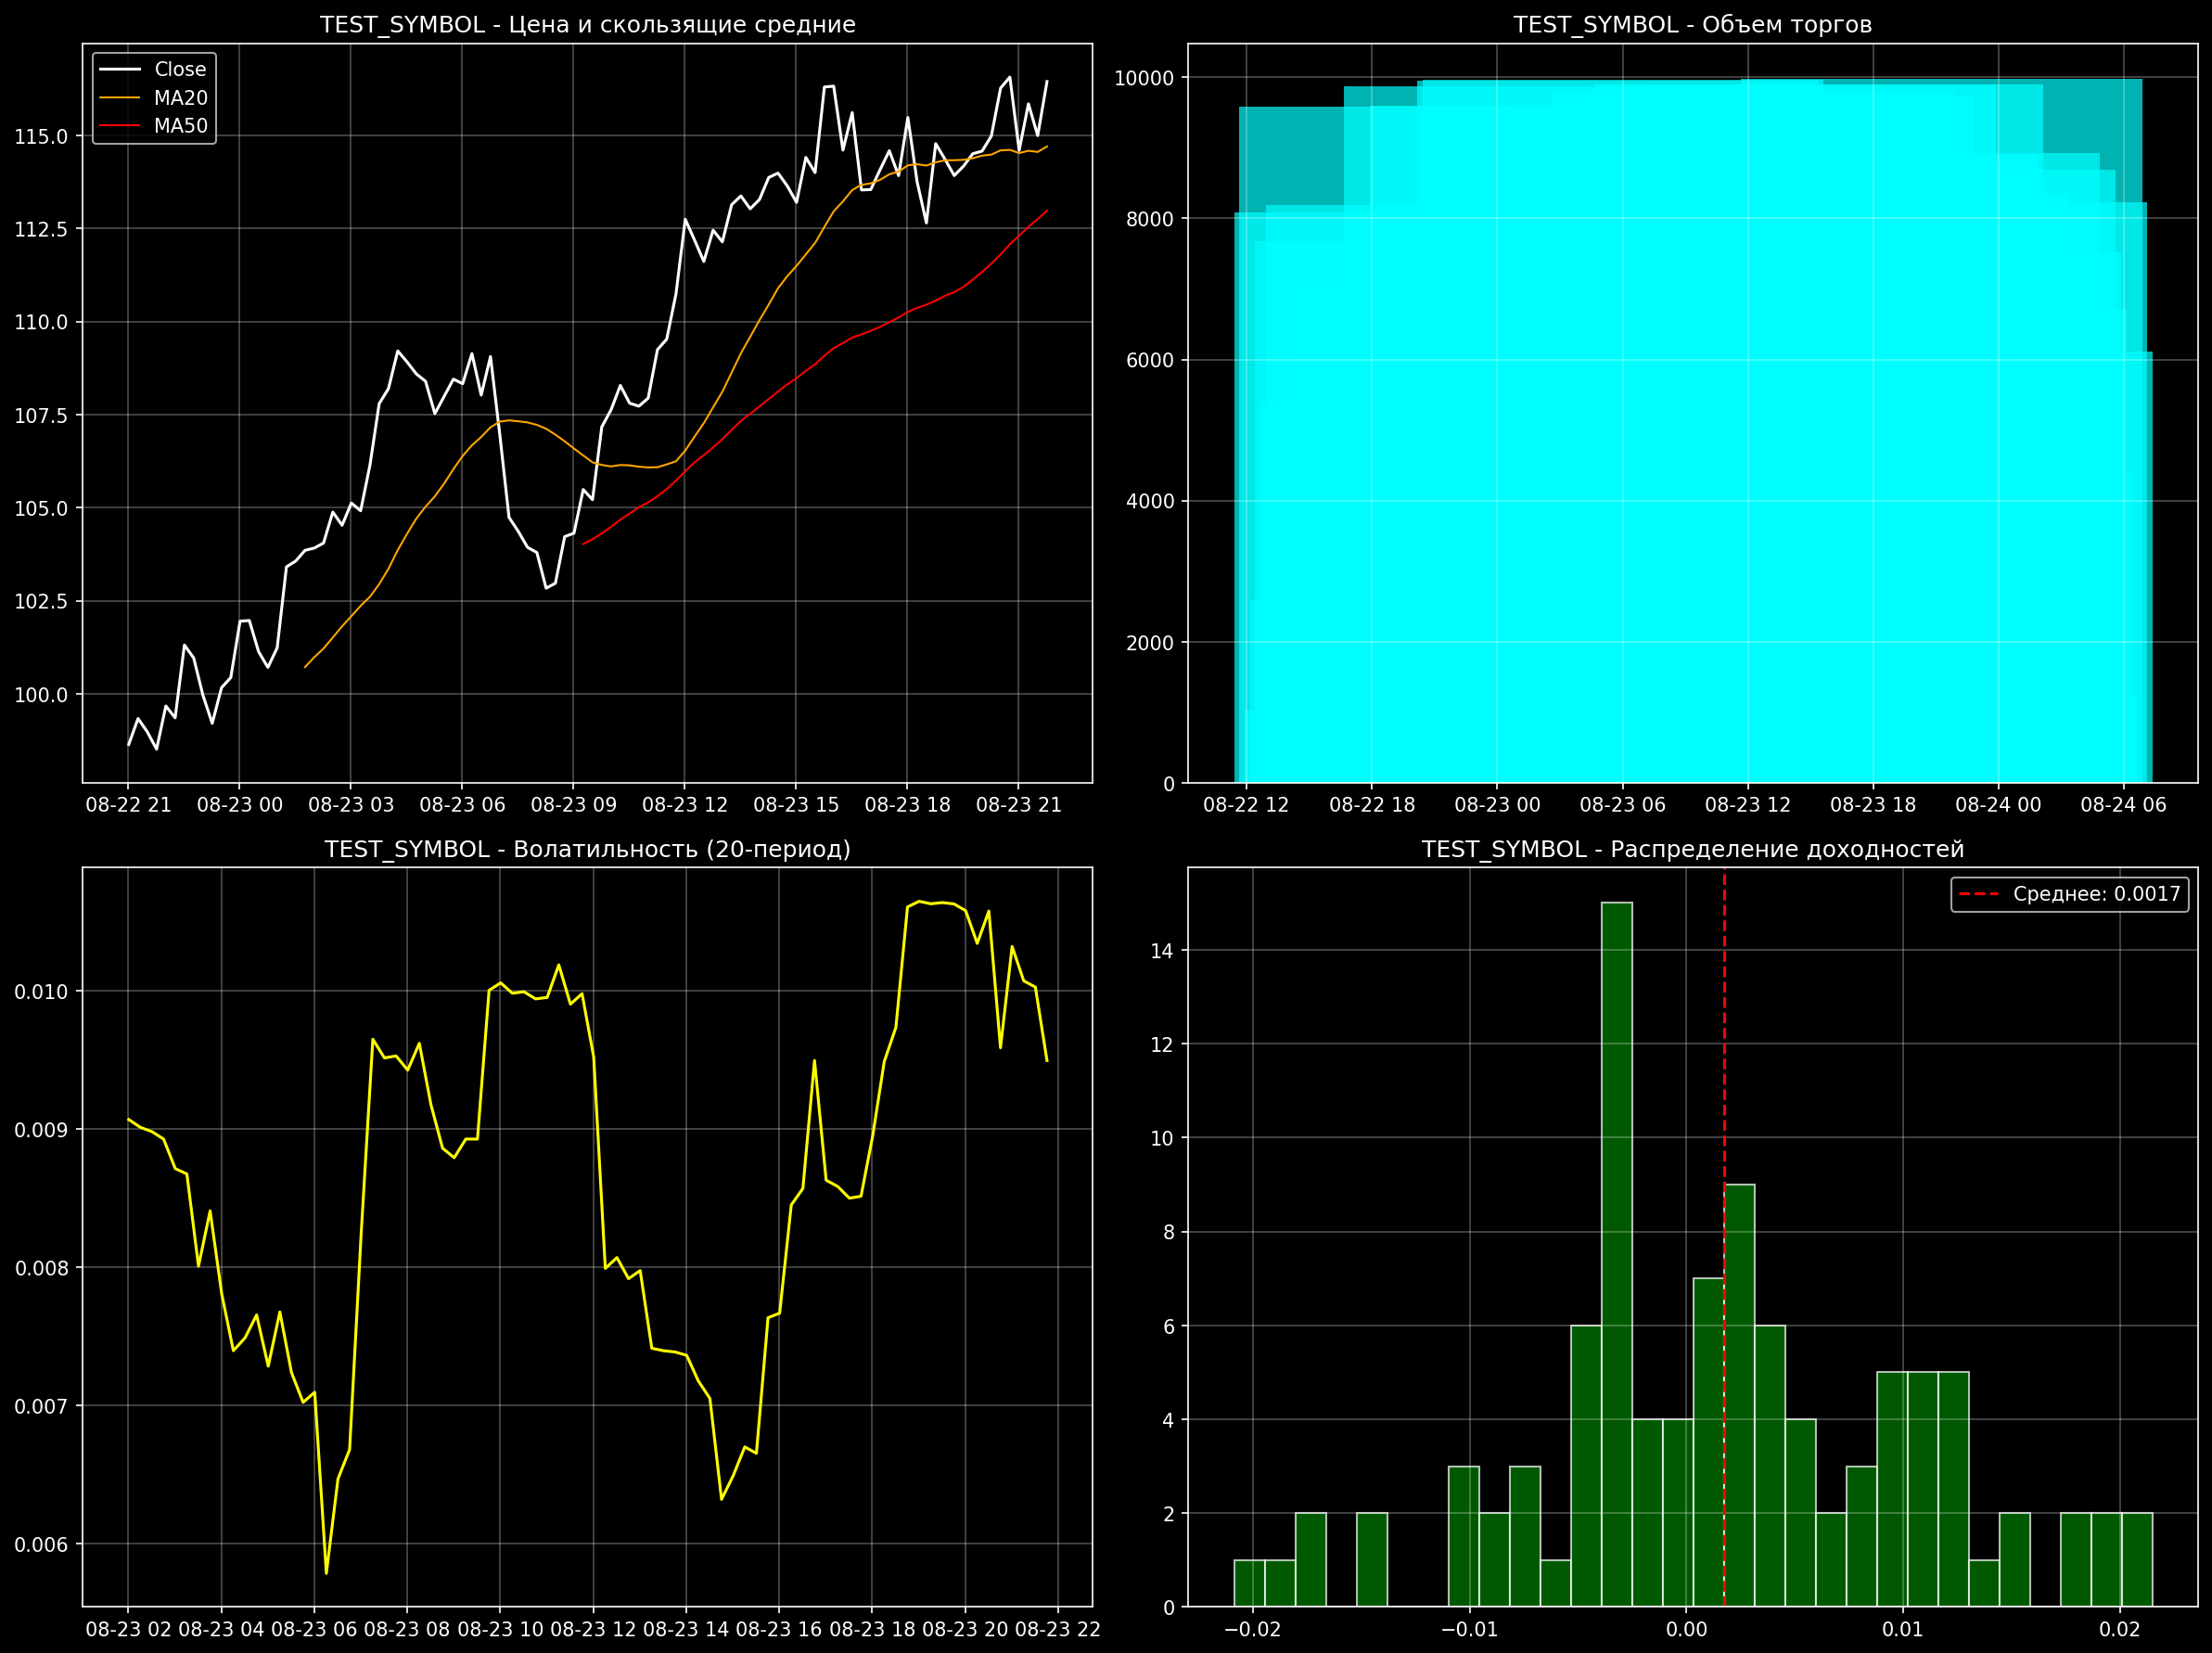 TEST_SYMBOL - Цена и скользящие средние
Close
MA20
MA50
115.0
112.5
110.0
107.5
105.0
102.5
100.0
08-22 21 08-23 00 08-23 03 08-23 06 08-23 09 08-23 12 08-23 15 08-23 18 08-23 21
TEST_SYMBOL - Объем торгов
10000
8000
6000
4000
2000
0
08-22 12 08-22 18 08-23 00 08-23 06 08-23 12 08-23 18 08-24 00 08-24 06
TEST_SYMBOL - Волатильность (20-период)
0.010
0.009
0.008
0.007
0.006
08-23 02 08-23 04 08-23 06 08-23 08 08-23 10 08-23 12 08-23 14 08-23 16 08-23 18 08-23 20 08-23 22
TEST_SYMBOL - Распределение доходностей
Среднее: 0.0017
14
12
10
8
6
4
2
0
−0.02 −0.01 0.00 0.01 0.02